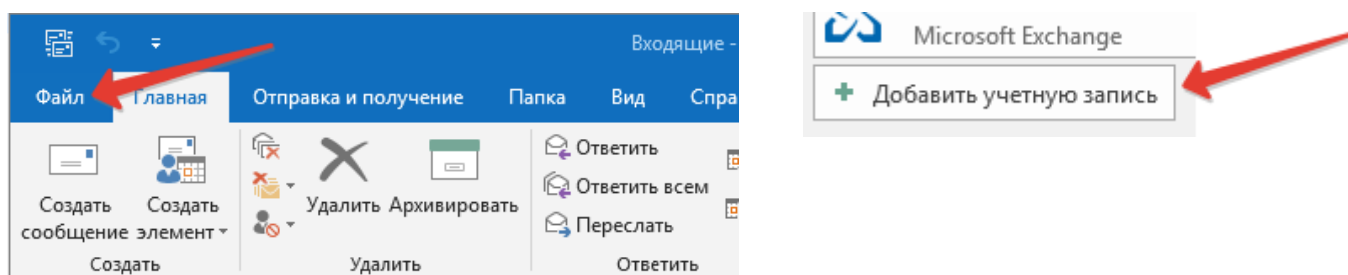 Входящие -
Файл Главная Отправка и получение Папка Вид Спра
Создать сообщение
Создать элемент
Удалить Архивировать
Ответить
Ответить всем
Переслать
Создать Удалить Ответить
Microsoft Exchange
+ Добавить учетную запись